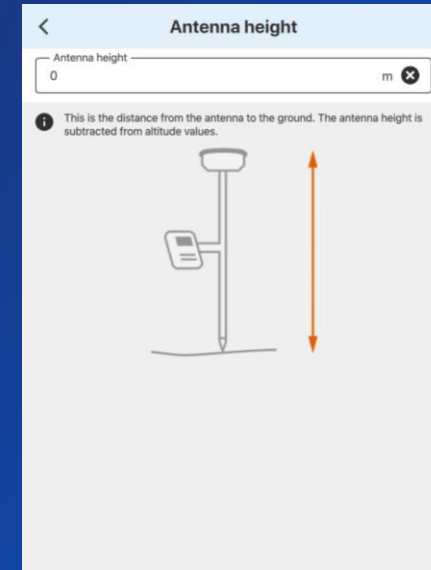 Antenna height
Antenna height
0 m
This is the distance from the antenna to the ground. The antenna height is
subtracted from altitude values.